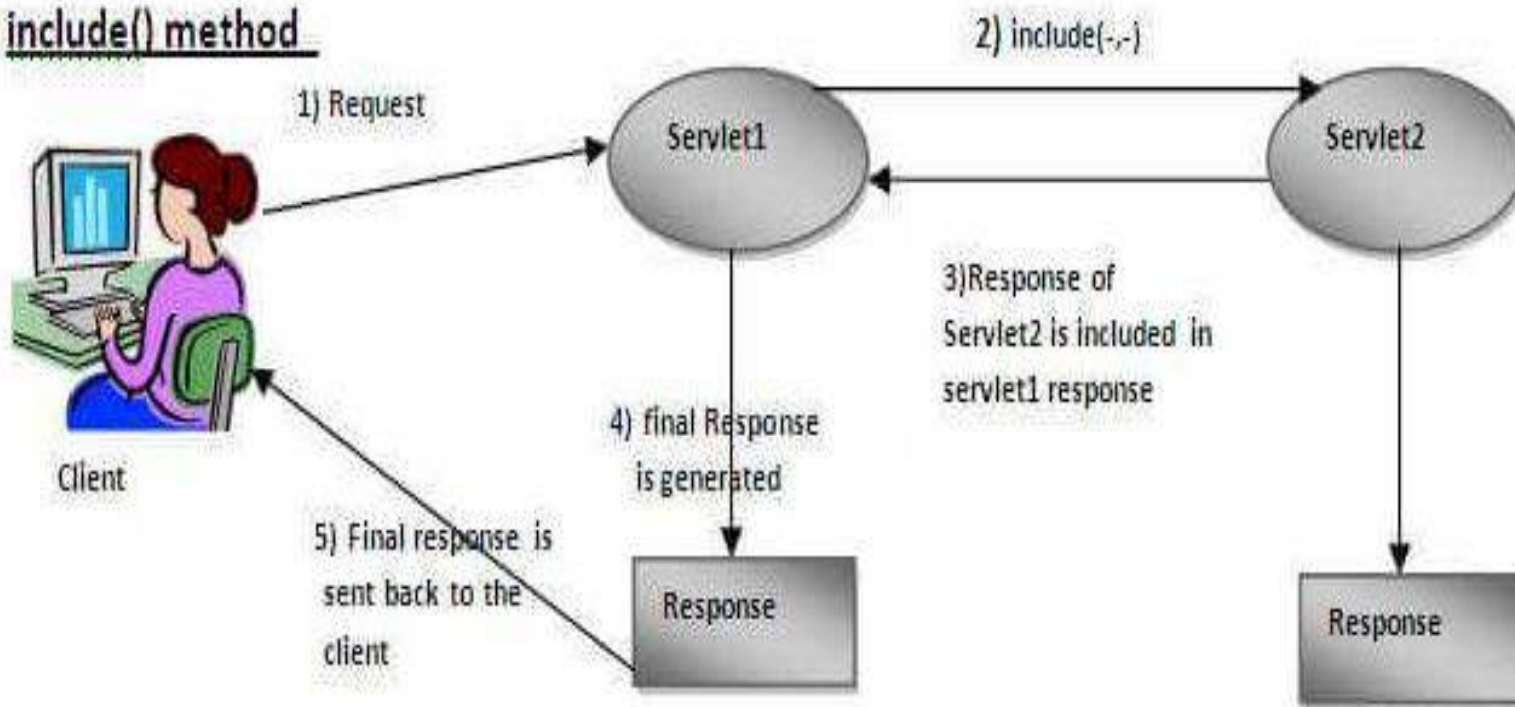 include() method
1) Request
2) include(-,-)
Servlet1
Servlet2
3)Response of
Servlet2 is included in
servlet1 response
4) final Response
is generated
Client
5) Final response is
sent back to the
client
Response
Response